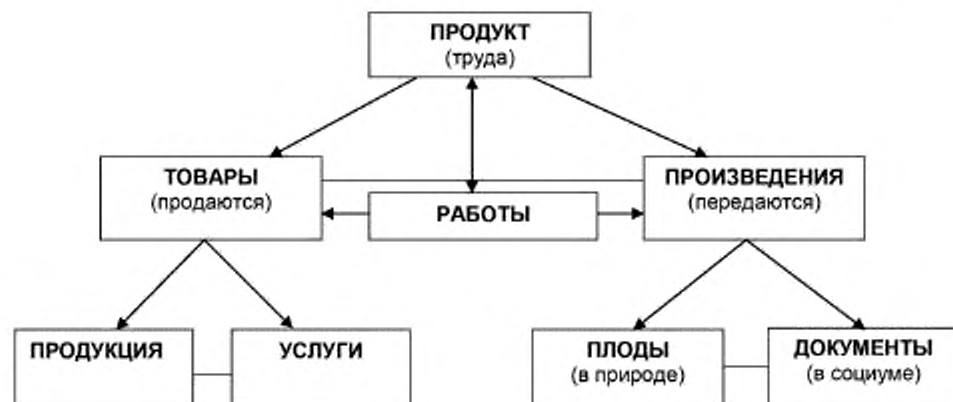 ПРОДУКТ
(труда)
ТОВАРЫ
(продаются)
РАБОТЫ
ПРОИЗВЕДЕНИЯ
(передаются)
ПРОДУКЦИЯ
УСЛУГИ
ПЛОДЫ
(в природе)
ДОКУМЕНТЫ
(в социуме)